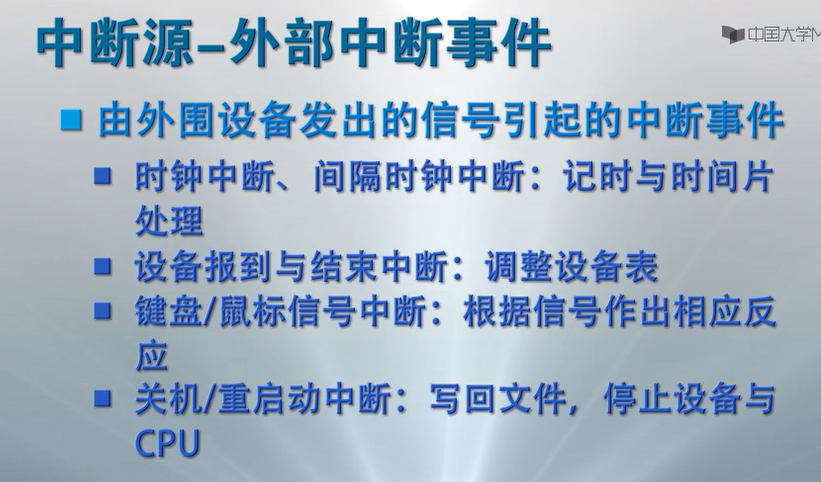 中断源–外部中断事件
中国大学M
由外围设备发出的信号引起的中断事件
时钟中断、间隔时钟中断：记时与时间片
处理
设备报到与结束中断：调整设备表
键盘/鼠标信号中断：根据信号作出相应反
应
关机/重启动中断：写回文件，停止设备与
CPU